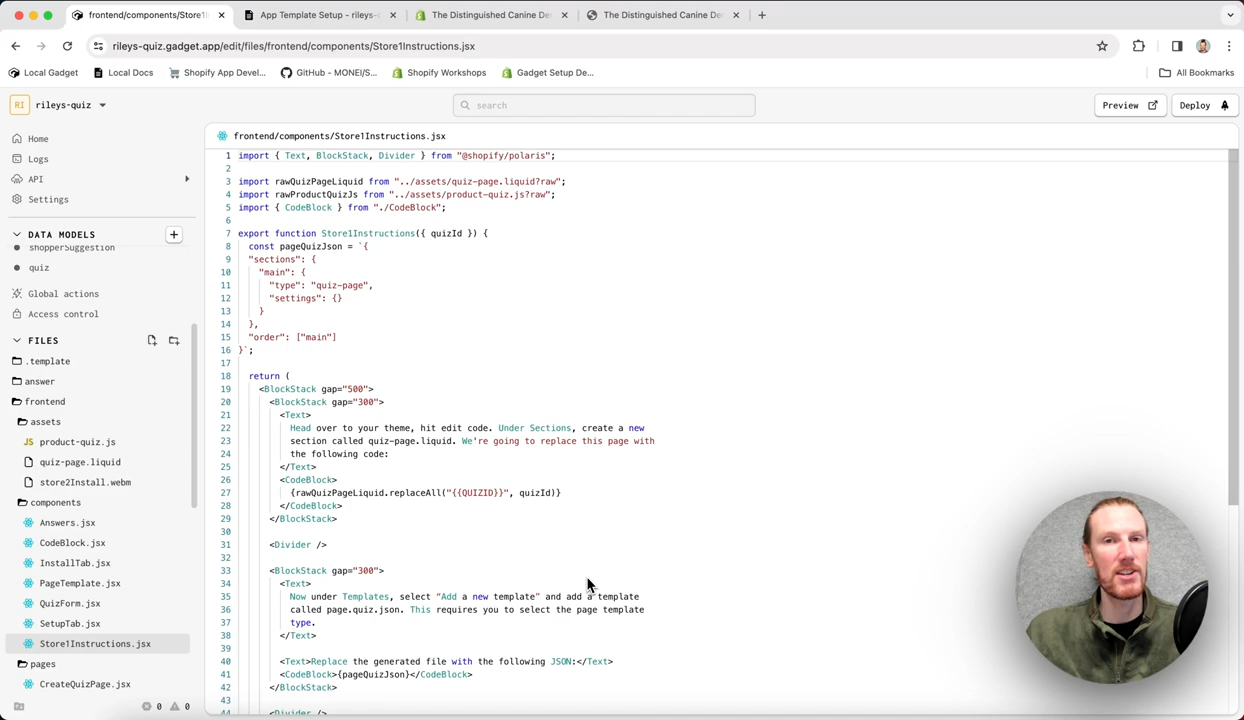 frontend/components/Store1I
App Template Setup - rileys-q
The Distinguished Canine De
The Distinguished Canine De
rileys-quiz.gadget.app/edit/files/frontend/components/Store1Instructions.jsx
Local Gadget
Local Docs
Shopify App Devel...
GitHub - MONEI/S...
Shopify Workshops
Gadget Setup De...
All Bookmarks
RI
rileys-quiz
search
Preview
Deploy
Home
Logs
API
Settings
DATA MODELS
shopperSuggestion
quiz
Global actions
Access control
FILES
.template
answer
frontend
assets
JS product-quiz.js
quiz-page.liquid
store2Install.webm
components
Answers.jsx
CodeBlock.jsx
InstallTab.jsx
PageTemplate.jsx
QuizForm.jsx
SetupTab.jsx
Store1Instructions.jsx
pages
CreateQuizPage.jsx
0 0
frontend/components/Store1Instructions.jsx
1 import { Text, BlockStack, Divider } from "@shopify/polaris";
2
3 import rawQuizPageLiquid from "../assets/quiz-page.liquid?raw";
4 import rawProductQuizJs from "../assets/product-quiz.js?raw";
5 import { CodeBlock } from "./CodeBlock";
6
7 export function Store1Instructions({ quizId }) {
8 const pageQuizJson = `{
9 "sections": {
10 "main": {
11 "type": "quiz-page",
12 "settings": {}
13 }
14 },
15 "order": ["main"]
16 }`;
17
18 return (
19 <BlockStack gap="500">
20 <BlockStack gap="300">
21 <Text>
22 Head over to your theme, hit edit code. Under Sections, create a new
23 section called quiz-page.liquid. We're going to replace this page with
24 the following code:
25 </Text>
26 <CodeBlock>
27 {rawQuizPageLiquid.replaceAll("{{QUIZID}}", quizId)}
28 </CodeBlock>
29 </BlockStack>
30
31 <Divider />
32
33 <BlockStack gap="300">
34 <Text>
35 Now under Templates, select “Add a new template” and add a template
36 called page.quiz.json. This requires you to select the page template
37 type.
38 </Text>
39
40 <Text>Replace the generated file with the following JSON:</Text>
41 <CodeBlock>{pageQuizJson}</CodeBlock>
42 </BlockStack>
43
44 <Divider />